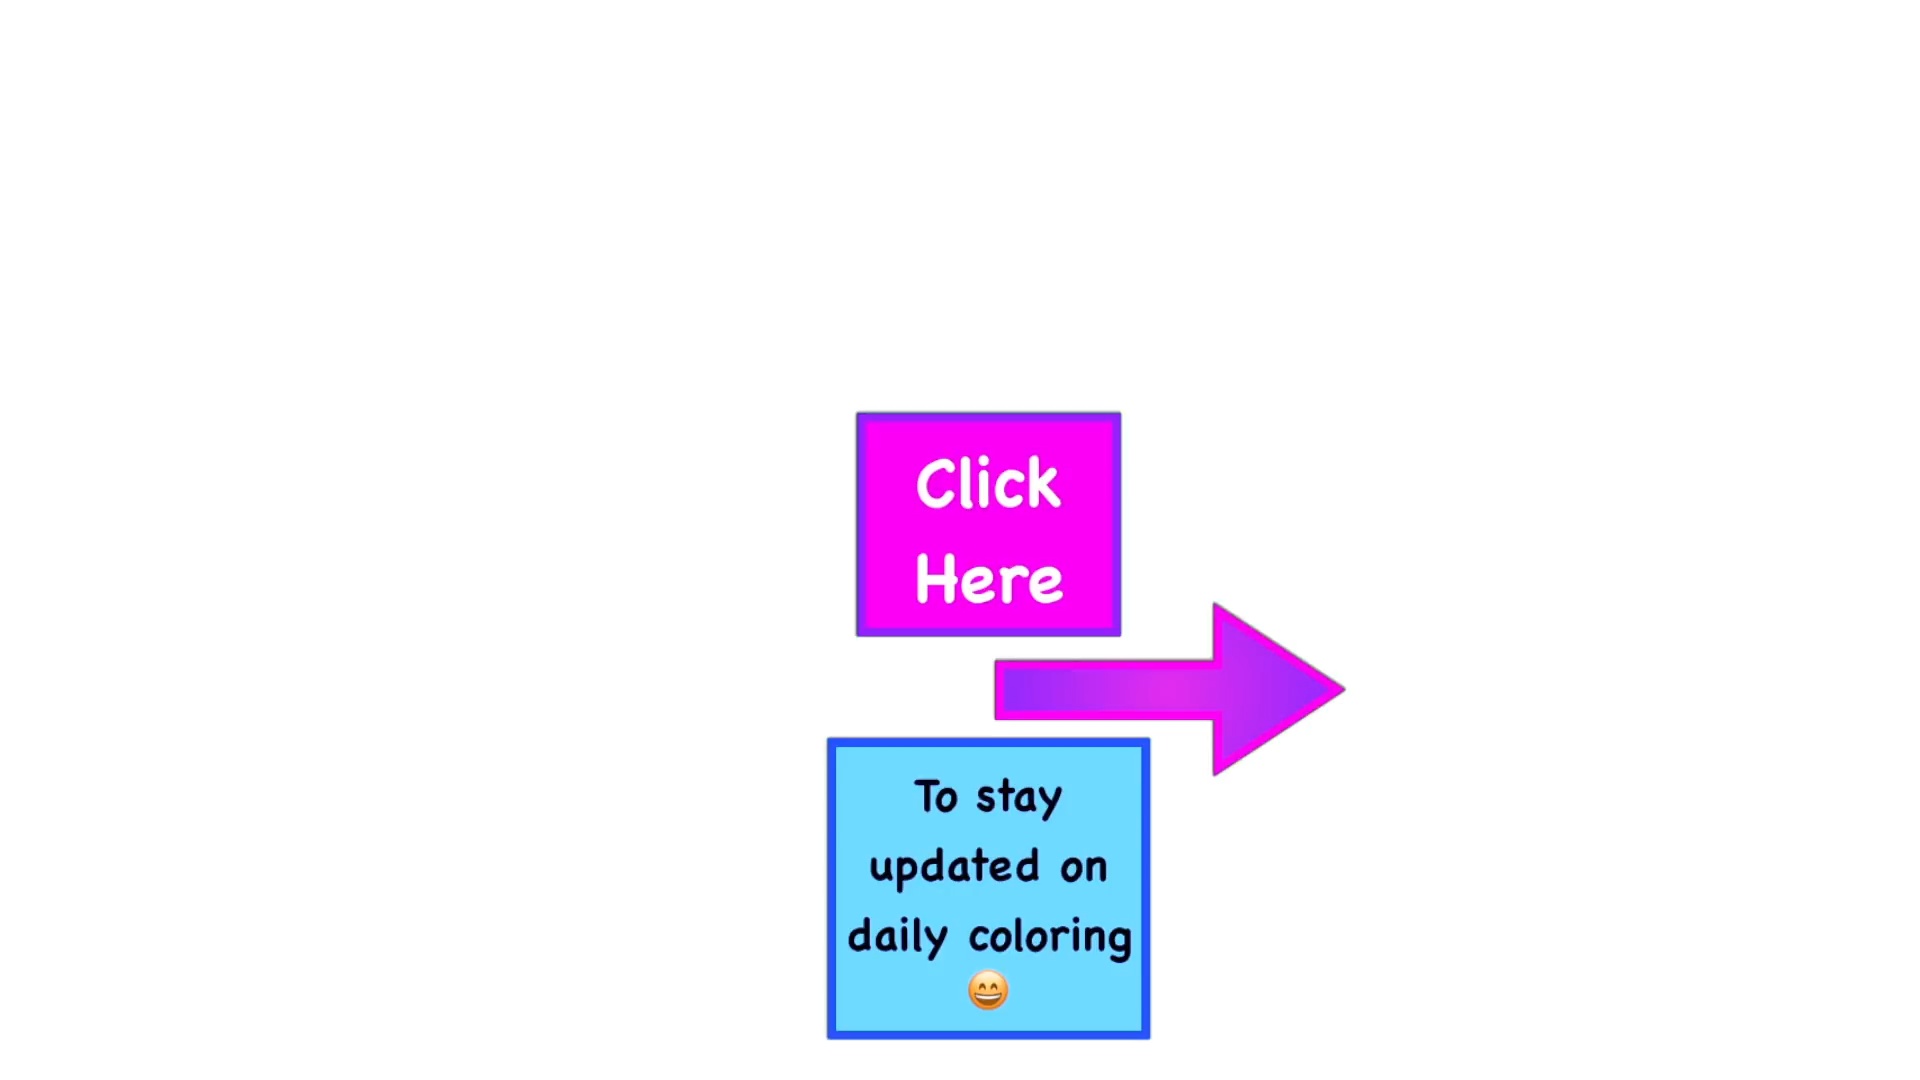 Click
Here
To stay
updated on
daily coloring
😄